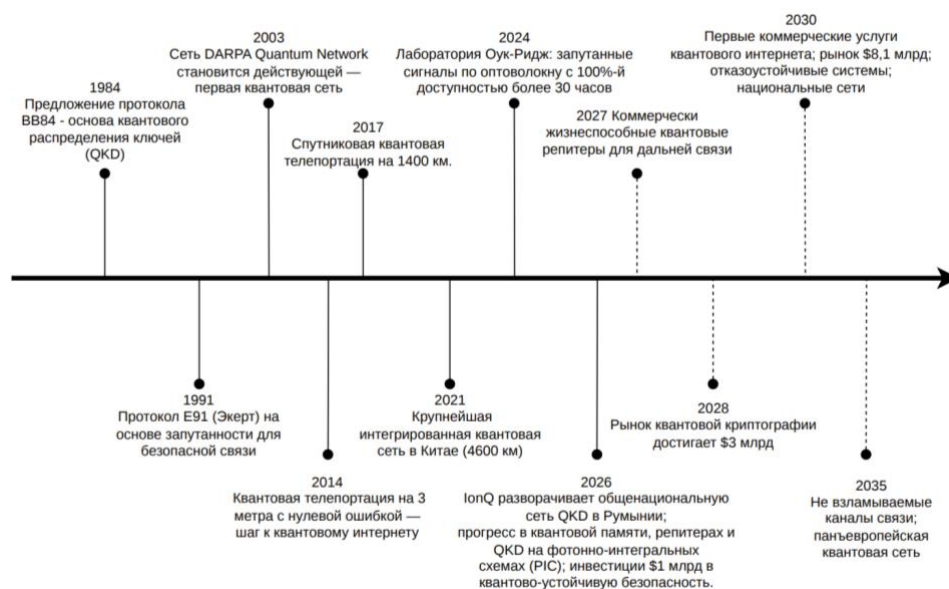 1984
Предложение протокола
BB84 - основа квантового
распределения ключей
(QKD)
2003
Сеть DARPA Quantum Network
становится действующей —
первая квантовая сеть
2017
Спутниковая квантовая
телепортация на 1400 км.
2024
Лаборатория Оук-Ридж: запутанные
сигналы по оптоволокну с 100%-й
доступностью более 30 часов
2027 Коммерчески
жизнеспособные квантовые
репитеры для дальней связи
2030
Первые коммерческие услуги
квантового интернета; рынок $8,1 млрд;
отказоустойчивые системы;
национальные сети
1991
Протокол E91 (Экерт) на
основе запутанности для
безопасной связи
2014
Квантовая телепортация на 3
метра с нулевой ошибкой —
шаг к квантовому интернету
2021
Крупнейшая
интегрированная квантовая
сеть в Китае (4600 км)
2026
IonQ разворачивает общенациональную
сеть QKD в Румынии;
прогресс в квантовой памяти, репитерах и
QKD на фотонно-интегральных
схемах (PIC); инвестиции $1 млрд в
квантово-устойчивую безопасность.
2028
Рынок квантовой криптографии
достигает $3 млрд
2035
Не взламываемые
каналы связи;
панъевропейская
квантовая сеть